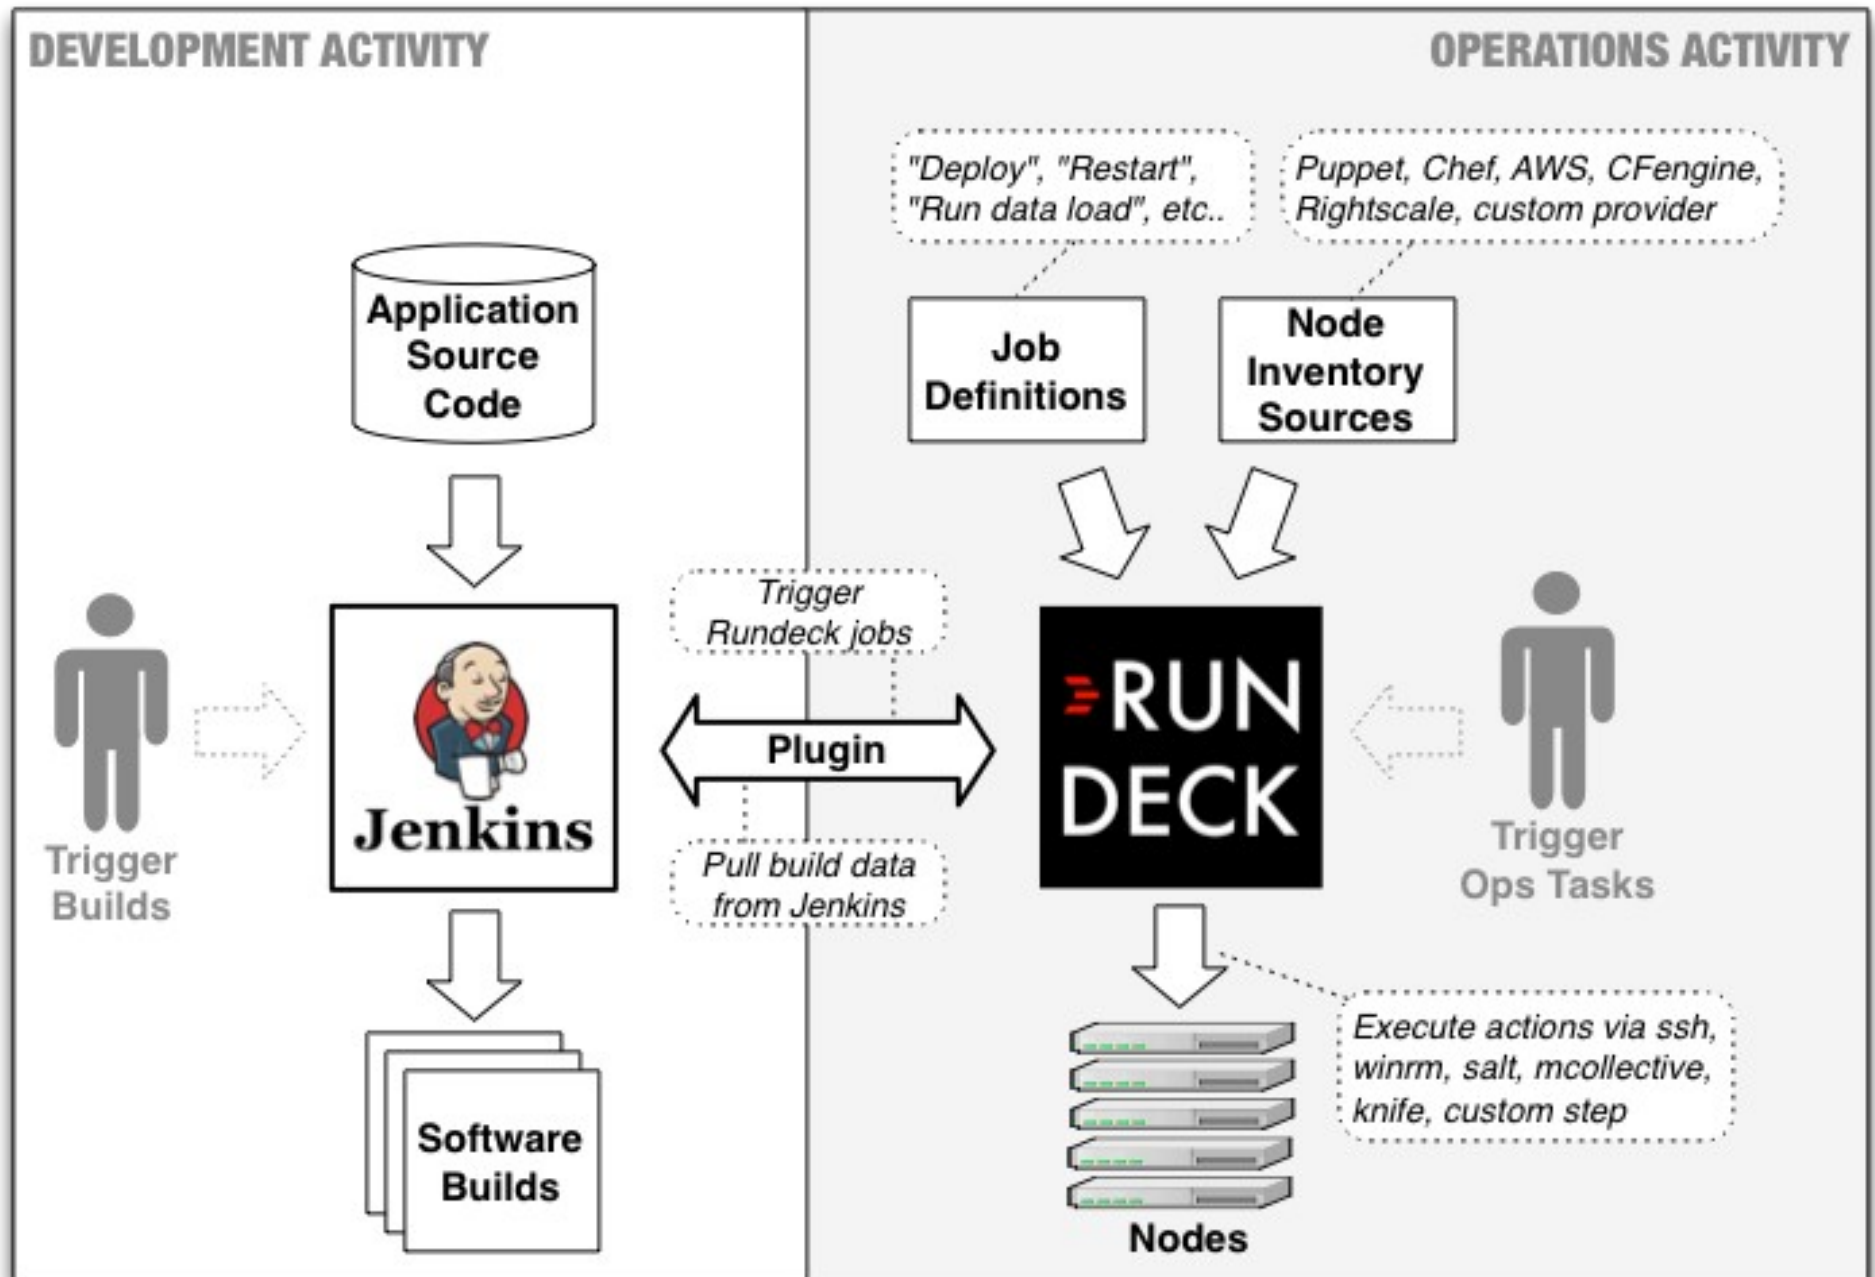 DEVELOPMENT ACTIVITY
OPERATIONS ACTIVITY
"Deploy", "Restart",
"Run data load", etc..
Puppet, Chef, AWS, CFengine,
Rightscale, custom provider
Application
Source
Code
Job
Definitions
Node
Inventory
Sources
Trigger
Rundeck jobs
Trigger
Builds
Jenkins
Plugin
Pull build data
from Jenkins
RUN
DECK
Trigger
Ops Tasks
Software
Builds
Execute actions via ssh,
winrm, salt, mcollective,
knife, custom step
Nodes